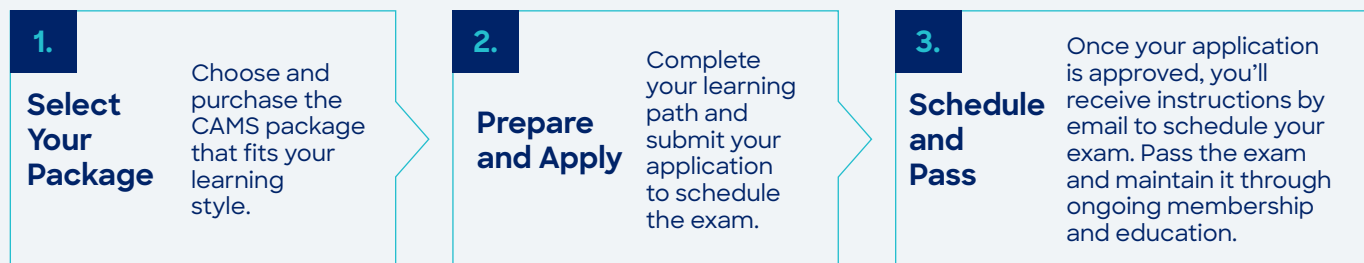 1.
Select
Your
Package
Choose and
purchase the
CAMS package
that fits your
learning
style.
2.
Prepare
and Apply
Complete
your learning
path and
submit your
application
to schedule
the exam.
3.
Schedule
and
Pass
Once your application
is approved, you’ll
receive instructions by
email to schedule your
exam. Pass the exam
and maintain it through
ongoing membership
and education.